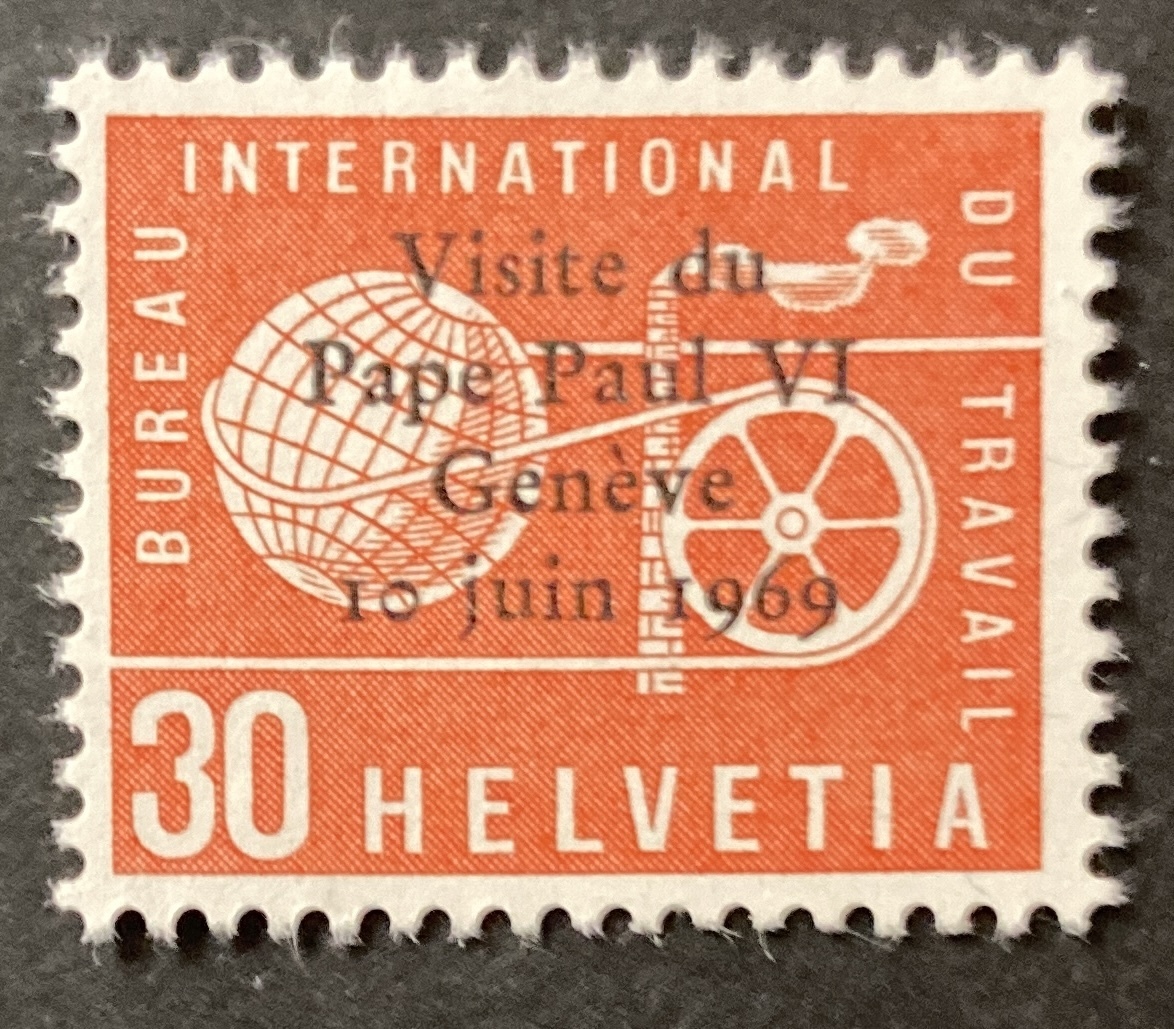 BUREAU
INTERNATIONAL
DU TRAVAIL
Visite du
Pape Paul VI
Genève
10 juin 1969
30 HELVETIA